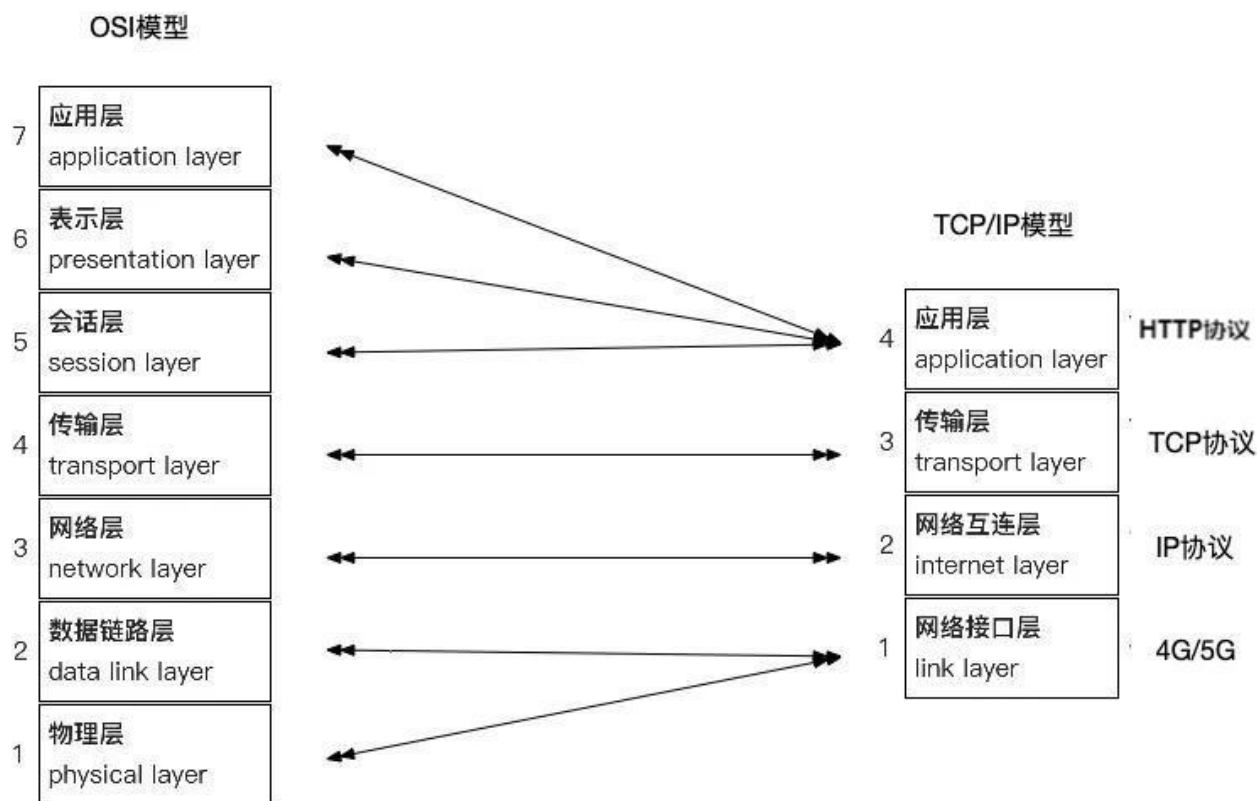 OSI模型
7
应用层
application layer
6
表示层
presentation layer
5
会话层
session layer
4
传输层
transport layer
3
网络层
network layer
2
数据链路层
data link layer
1
物理层
physical layer
TCP/IP模型
4
应用层
application layer
HTTP协议
3
传输层
transport layer
TCP协议
2
网络互连层
internet layer
IP协议
1
网络接口层
link layer
4G/5G